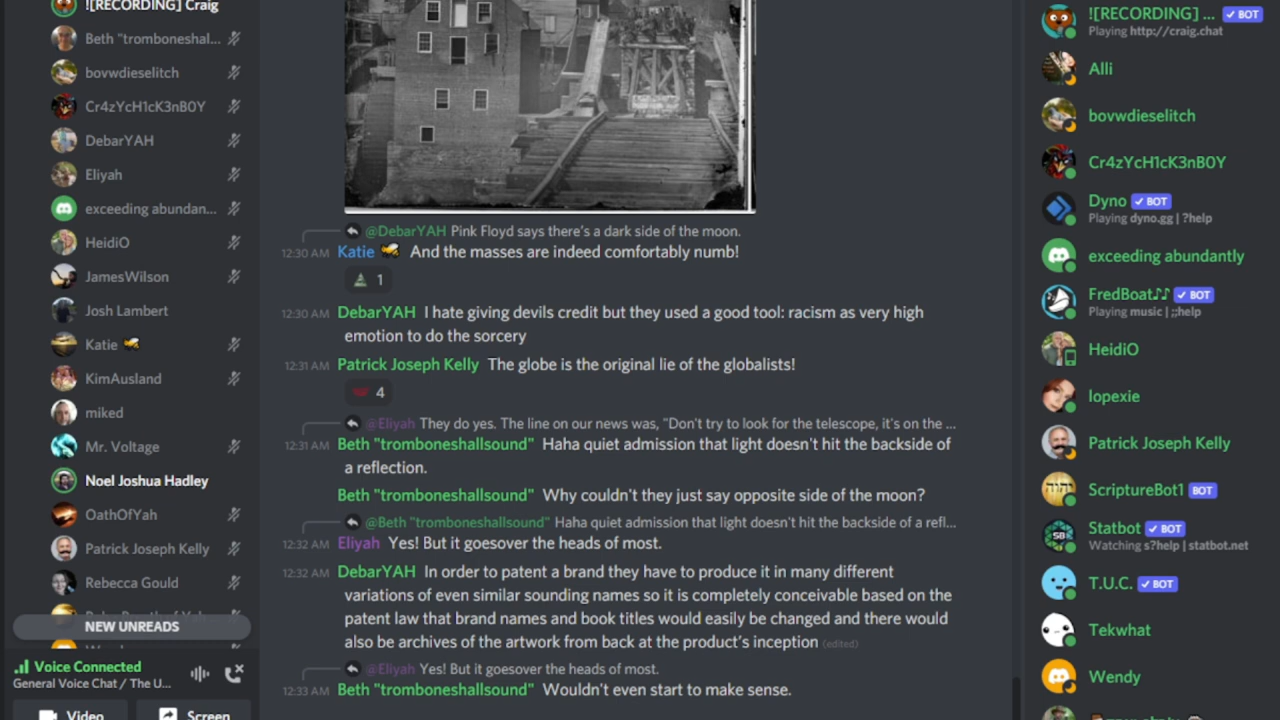 ![RECORDING] Craig
Beth "tromboneshal...
bovwdieselitch
Cr4zYcH1cK3nB0Y
DebarYAH
Eliyah
exceeding abundan...
HeidiO
JamesWilson
Josh Lambert
Katie
KimAusland
miked
Mr. Voltage
Noel Joshua Hadley
OathOfYah
Patrick Joseph Kelly
Rebecca Gould
NEW UNREADS
Voice Connected
General Voice Chat / The U...
Video
Screen
@DebarYAH Pink Floyd says there's a dark side of the moon.
12:30 AM Katie And the masses are indeed comfortably numb!
1
12:30 AM DebarYAH I hate giving devils credit but they used a good tool: racism as very high
emotion to do the sorcery
12:31 AM Patrick Joseph Kelly The globe is the original lie of the globalists!
4
@Eliyah They do yes. The line on our news was, "Don't try to look for the telescope, it's on the ...
12:31 AM Beth "tromboneshallsound" Haha quiet admission that light doesn't hit the backside of
a reflection.
Beth "tromboneshallsound" Why couldn't they just say opposite side of the moon?
@Beth "tromboneshallsound" Haha quiet admission that light doesn't hit the backside of a refl...
12:32 AM Eliyah Yes! But it goesover the heads of most.
12:32 AM DebarYAH In order to patent a brand they have to produce it in many different
variations of even similar sounding names so it is completely conceivable based on the
patent law that brand names and book titles would easily be changed and there would
also be archives of the artwork from back at the product's inception (edited)
@Eliyah Yes! But it goesover the heads of most.
12:33 AM Beth "tromboneshallsound" Wouldn't even start to make sense.
![RECORDING] ... BOT
Playing http://craig.chat
Alli
bovwdieselitch
Cr4zYcH1cK3nB0Y
Dyno BOT
Playing dyno.gg | ?help
exceeding abundantly
FredBoat♪♪ BOT
Playing music | ;;help
HeidiO
lopexie
Patrick Joseph Kelly
ScriptureBot1 BOT
Statbot BOT
Watching s?help | statbot.net
T.U.C. BOT
Tekwhat
Wendy